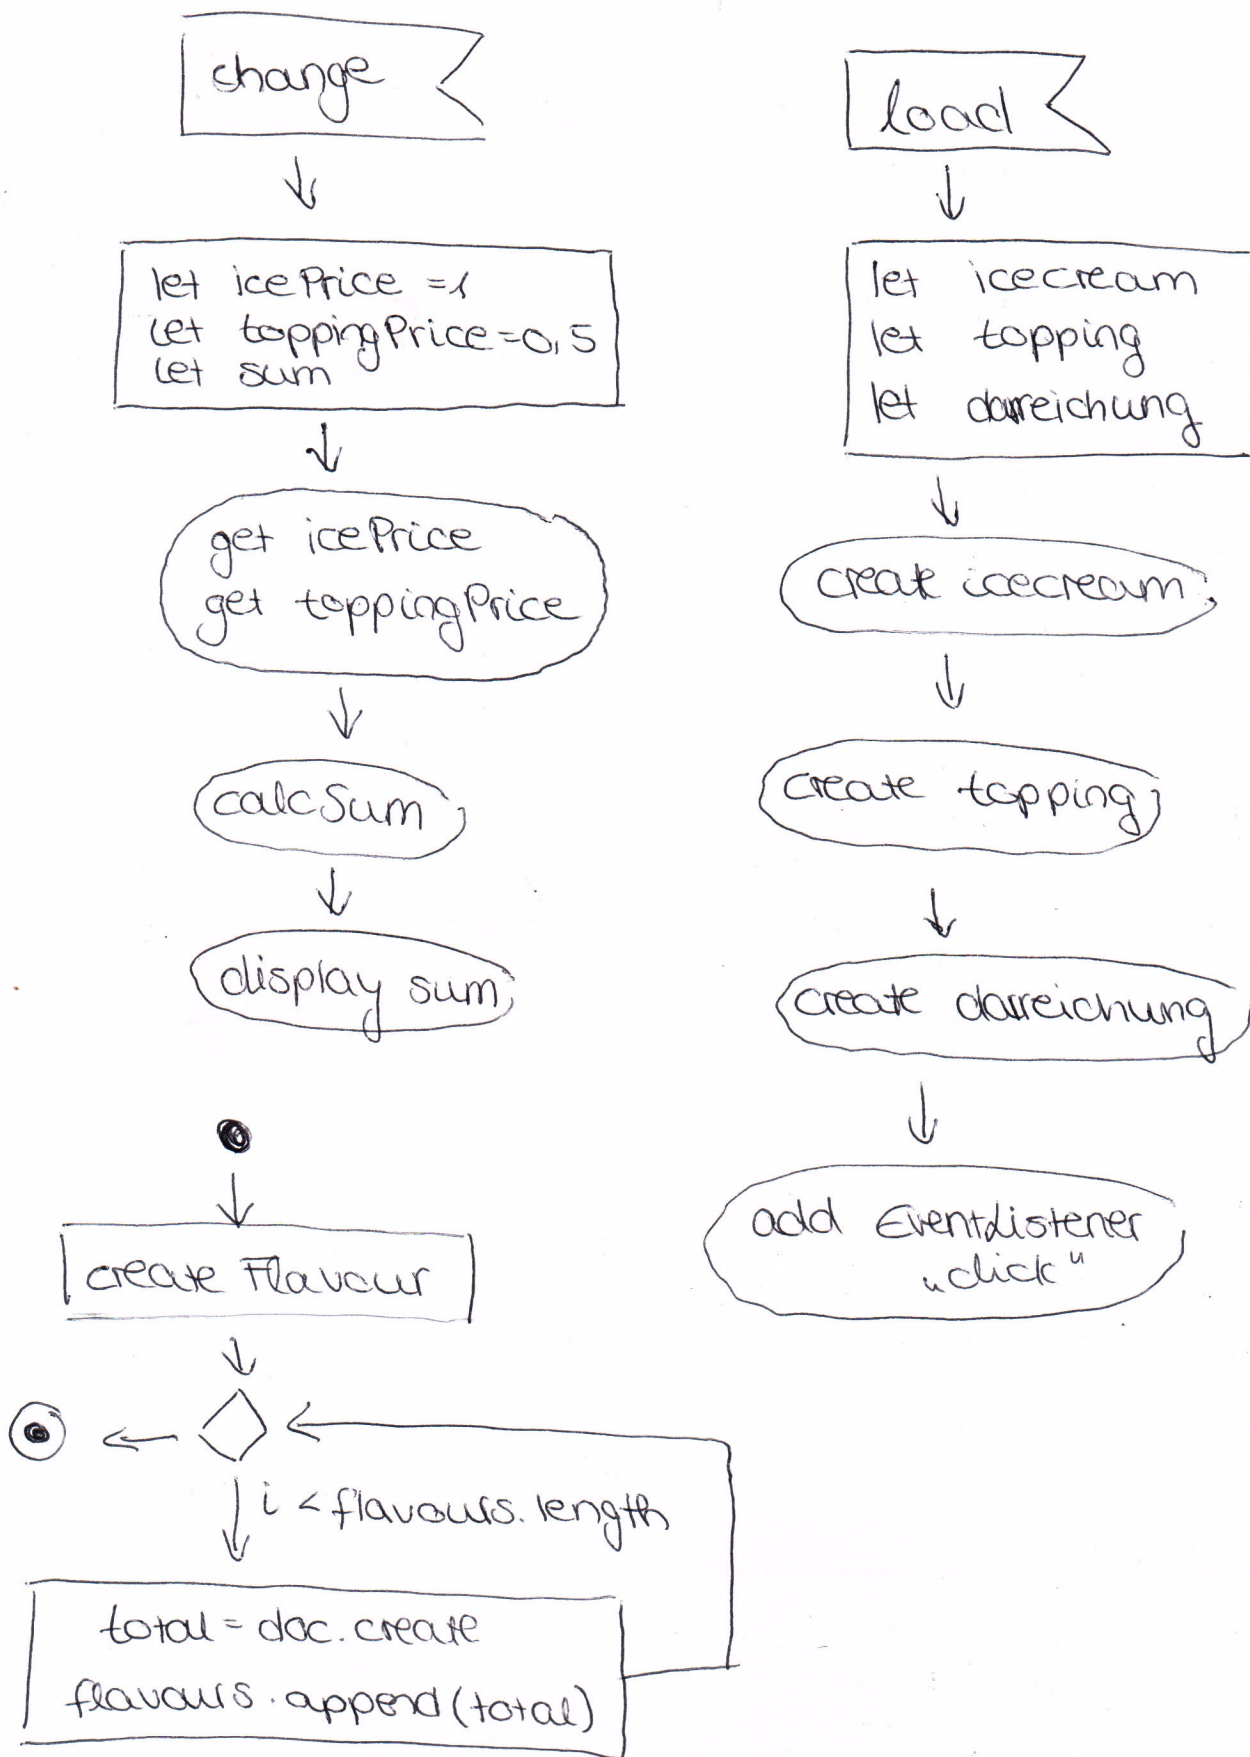 change
let icePrice =1
let toppingPrice=0,5
let sum
get icePrice
get toppingPrice
calcSum
display sum
load
let icecream
let topping
let darreichung
create icecream
create topping
create darreichung
add EventListener
„click“
create Flavour
i < flavours.length
total = doc.create
flavours.append(total)